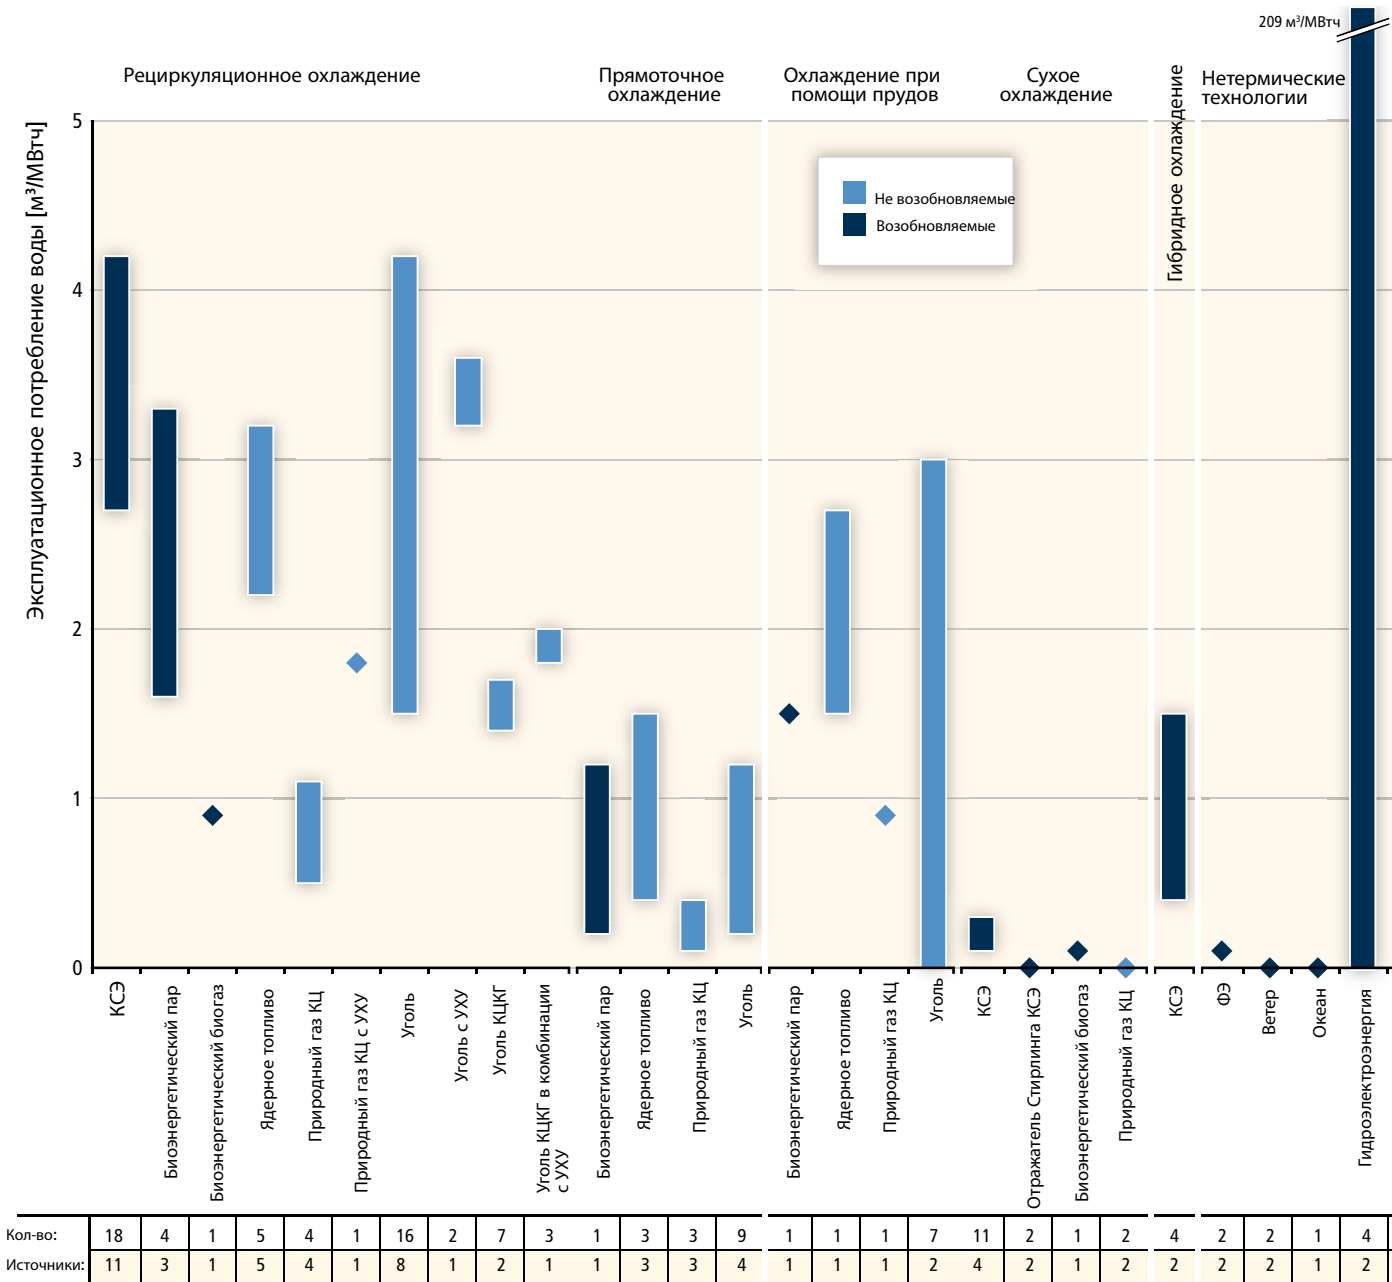 209 м³/МВтч
Рециркуляционное охлаждение
Прямоточное
охлаждение
Охлаждение при
помощи прудов
Сухое
охлаждение
Гибридное охлаждение
Нетермические
технологии
Эксплуатационное потребление воды [м³/МВтч]
5
4
3
2
1
0
Не возобновляемые
Возобновляемые
КСЭ
Биоэнергетический пар
Биоэнергетический биогаз
Ядерное топливо
Природный газ КЦ
Природный газ КЦ с УХУ
Уголь
Уголь с УХУ
Уголь КЦКГ
Уголь КЦКГ в комбинации
с УХУ
Биоэнергетический пар
Ядерное топливо
Природный газ КЦ
Уголь
Биоэнергетический пар
Ядерное топливо
Природный газ КЦ
Уголь
КСЭ
Отражатель Стирлинга КСЭ
Биоэнергетический биогаз
Природный газ КЦ
КСЭ
ФЭ
Ветер
Океан
Гидроэлектроэнергия
Кол-во: 18 4 1 5 4 1 16 2 7 3 1 3 3 9 1 1 1 7 11 2 1 2 4 2 2 1 4
Источники: 11 3 1 5 4 1 8 1 2 1 1 3 3 4 1 1 1 2 4 2 1 2 2 2 2 1 2